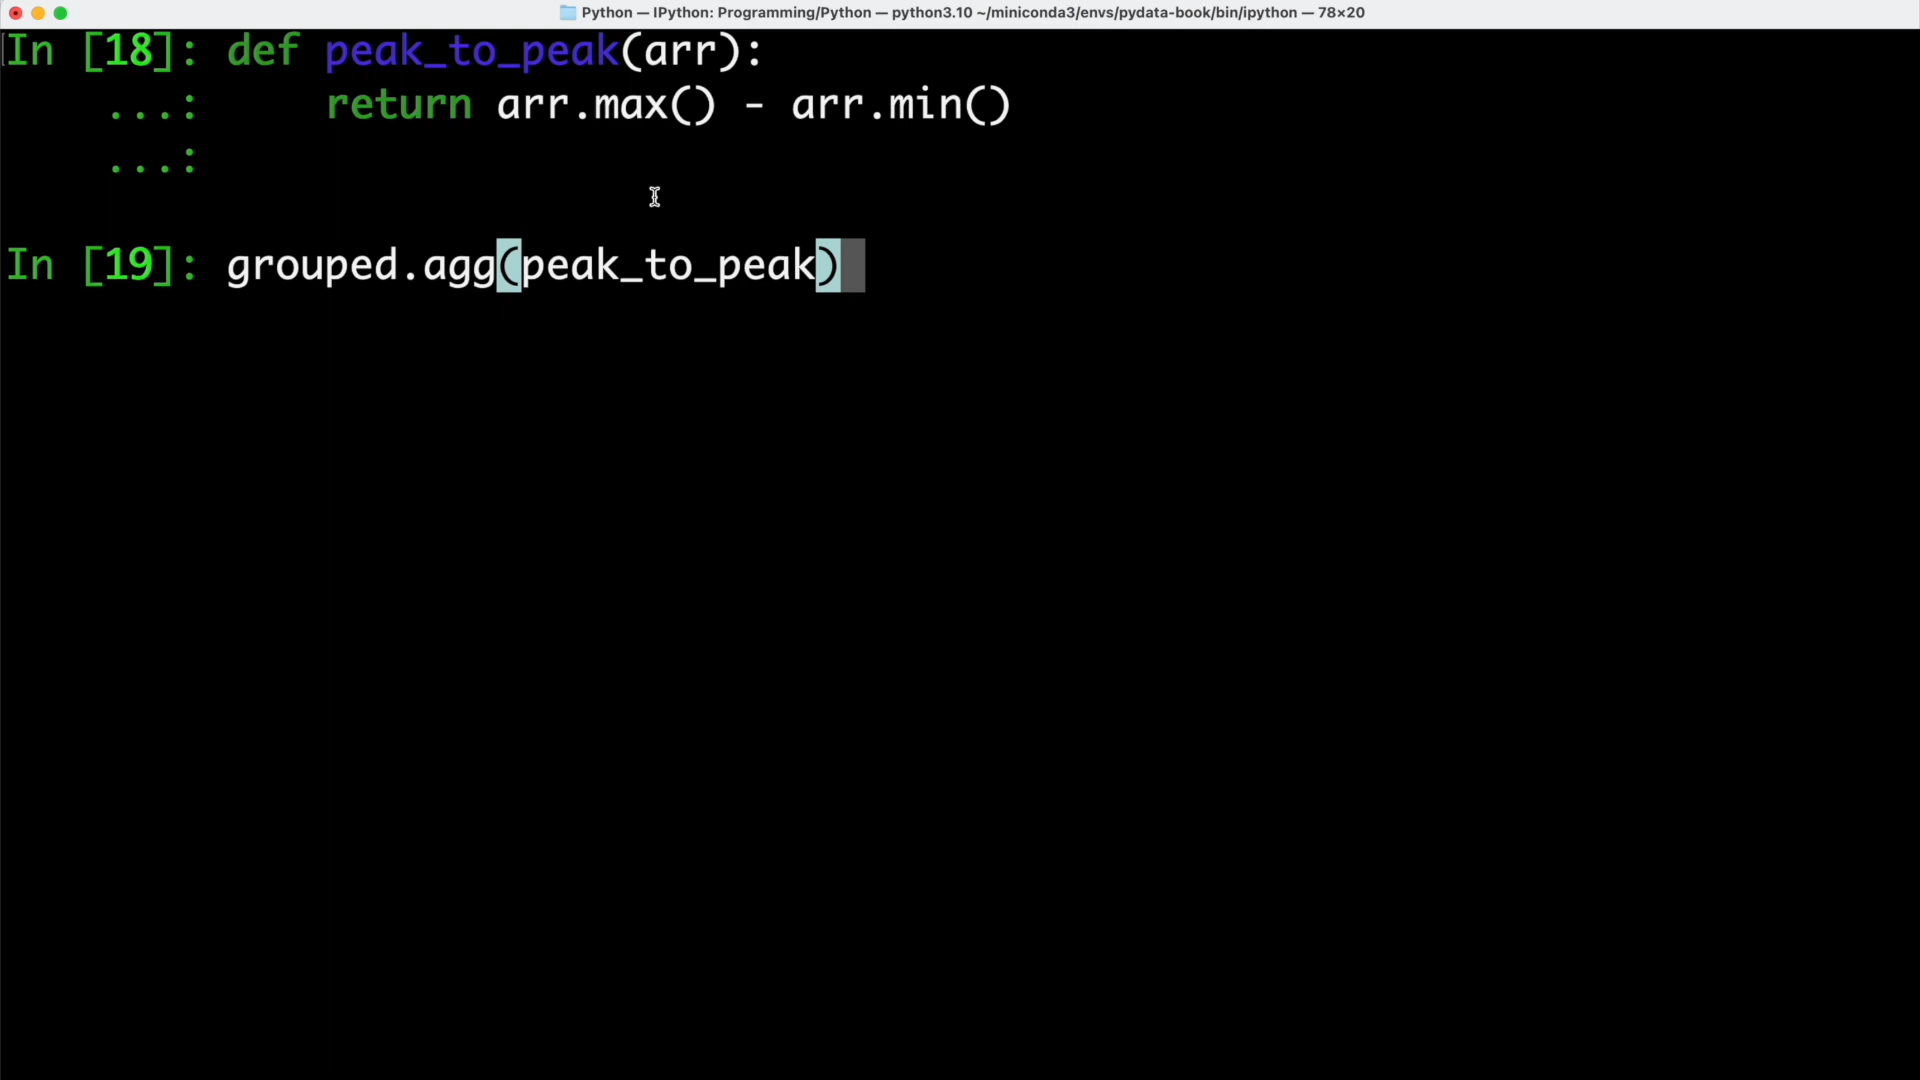 Python — IPython: Programming/Python — python3.10 ~/miniconda3/envs/pydata-book/bin/ipython — 78×20
In [18]: def peak_to_peak(arr):
    ...:     return arr.max() - arr.min()
    ...:
In [19]: grouped.agg(peak_to_peak)